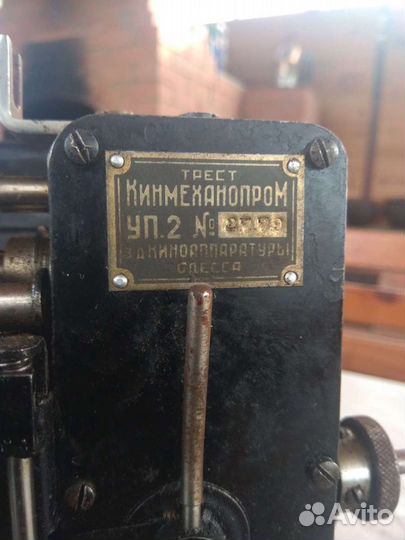 ТРЕСТ
КИНМЕХАНОПРОМ
УП.2 №
З-Д КИНОАППАРАТУРЫ
ОДЕССА
Avito